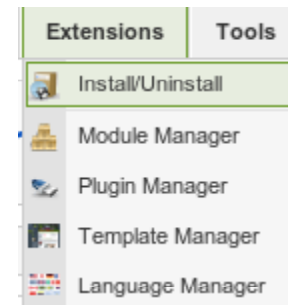 Extensions Tools
Install/Uninstall
Module Manager
Plugin Manager
Template Manager
Language Manager